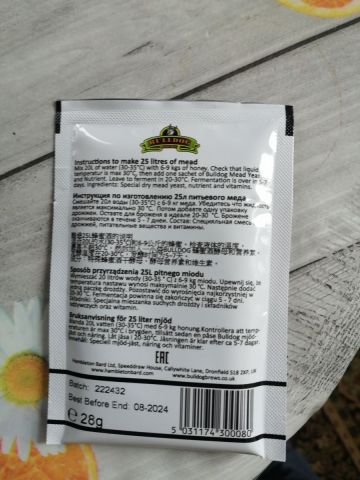 BULLDOG
Instructions to make 25 litres of mead
Mix 20L of water (30-35°C) with 6-9 kgs of honey. Check that liquid
temperatur is max 30°C, then add one sachet of Bulldog Mead Yeast
and Nutrient. Leave to ferment in 20-30°C. Fermentation is over in 5-7
days. Ingredients: Special dry mead yeast, nutrient and vitamins.
Инструкция по изготовлению 25л питьевого меда
Смешайте 20л воды (30-35°C) с 6-9 кг меда. Убедитесь что жидкость
является максимально 30 °C. Потом добавьте одну упаковку
дрожжей. Оставте для брожения в идеале 20-30 °C. Брожение
заканчивается в течение 5 - 7 дней. Состав: Специальная смесь
дрожжей, питательные вещества и витамины.
Sposób przyrządzenia 25L pitnego miodu
Wymieszać 20 litrów wody (30-35°C) z 6-9 kg miodu. Upewnij się, że
temperatura nastawu wynosi maksymalnie 30 °C. Następnie dodać
saszetkę drożdży. Pozostawić do wyrośnięcia najkorzystniej w
20-30°C. Fermentacja powinna zakończyć się w ciągu 5 - 7 dni.
Składniki: Specjalna mieszanka suchych drożdży i składników
odżywczych.
Bruksanvisning för 25 liter mjöd
Blanda 20L vatten (30-35°C) med 6-9 kg honung.Kontrollera att temp-
eraturen är max 30°C, tillsätt sedan en påse Bulldog mjöd-
jäst och näring. Låt jäsa i 20-30°C. Jäsningen är klar efter ca 5-7 dagar.
Innehåll: Speciell mjöd-jäst, näring och vitaminer.
EAC
Hambleton Bard Ltd, Speeddraw House, Callywhite Lane, Dronfield S18 2XP, UK
www.hambletonbard.com www.bulldogbrews.co.uk
Batch: 222432
Best Before End: 08-2024
℮ 28g
5 031174 300080